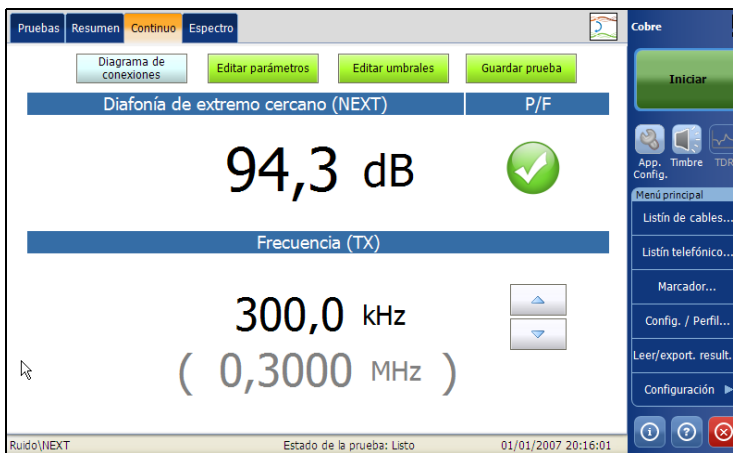 Pruebas Resumen Continuo Espectro
Cobre
Diagrama de
conexiones
Editar parámetros
Editar umbrales
Guardar prueba
Iniciar
Diafonía de extremo cercano (NEXT)
P/F
94,3 dB
App.
Config.
Timbre
TDR
Menú principal
Listín de cables...
Frecuencia (TX)
Listín telefónico...
Marcador...
300,0 kHz
Config. / Perfil...
( 0,3000 MHz )
Leer/export. result.
Configuración
Ruido\NEXT
Estado de la prueba: Listo
01/01/2007 20:16:01